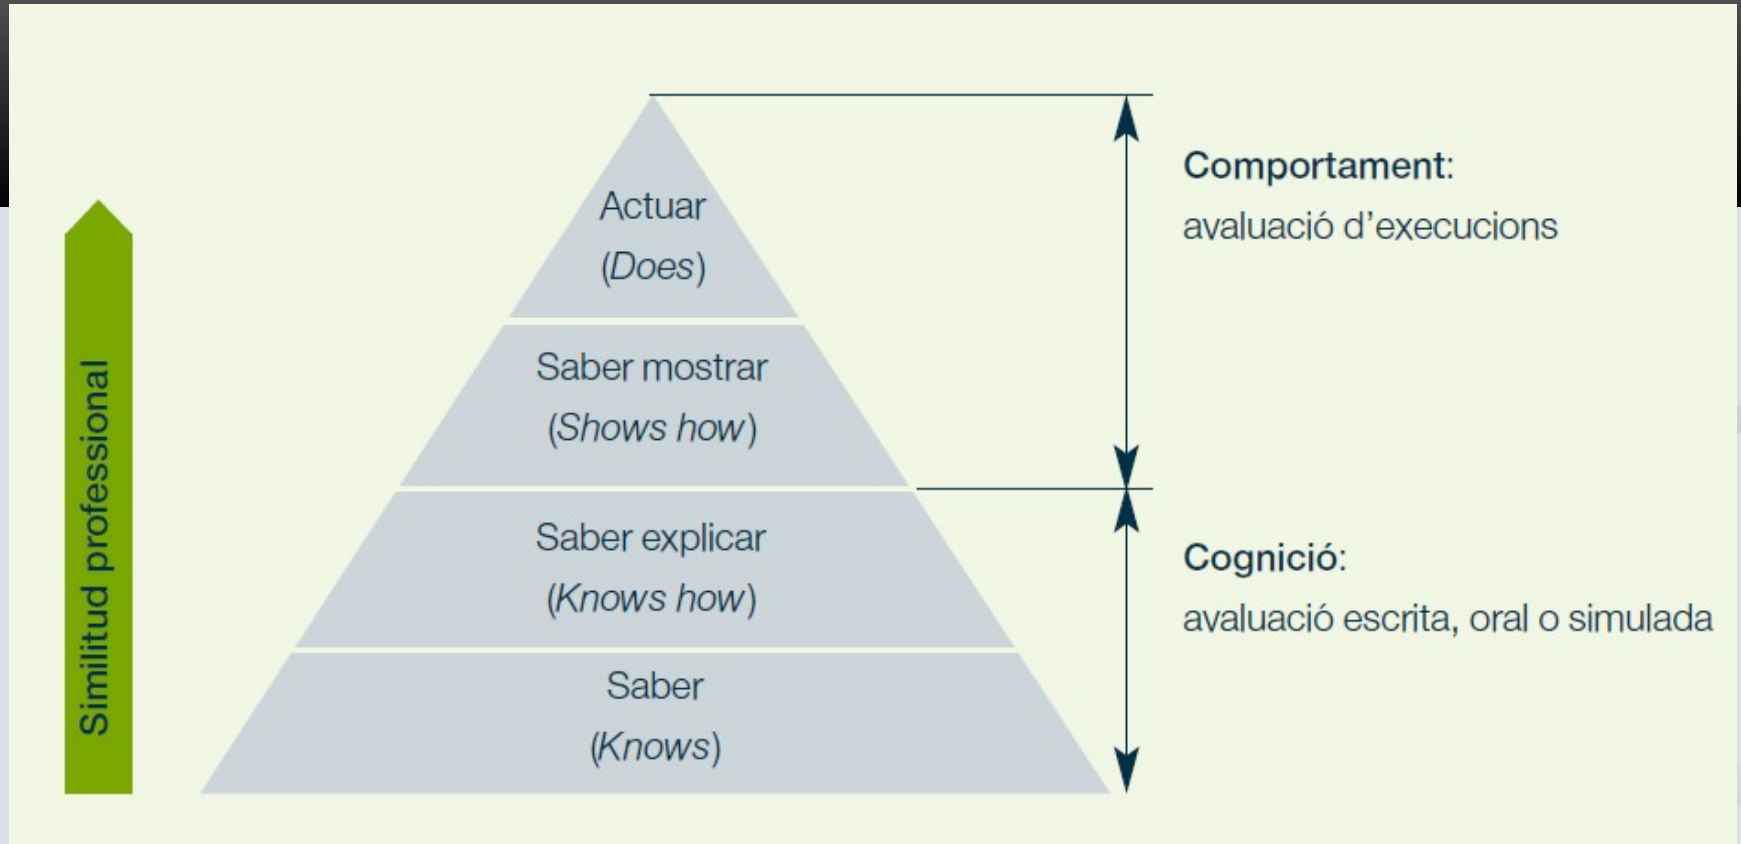 Actuar
(Does)
Saber mostrar
(Shows how)
Saber explicar
(Knows how)
Saber
(Knows)
Similitud professional
Comportament:
avaluació d’execucions
Cognició:
avaluació escrita, oral o simulada